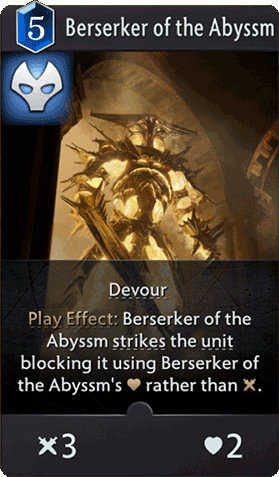 5
Berserker of the Abyssm
Devour
Play Effect: Berserker of the
Abyssm strikes the unit
blocking it using Berserker of
the Abyssm's ♥ rather than ⚔.
3
2